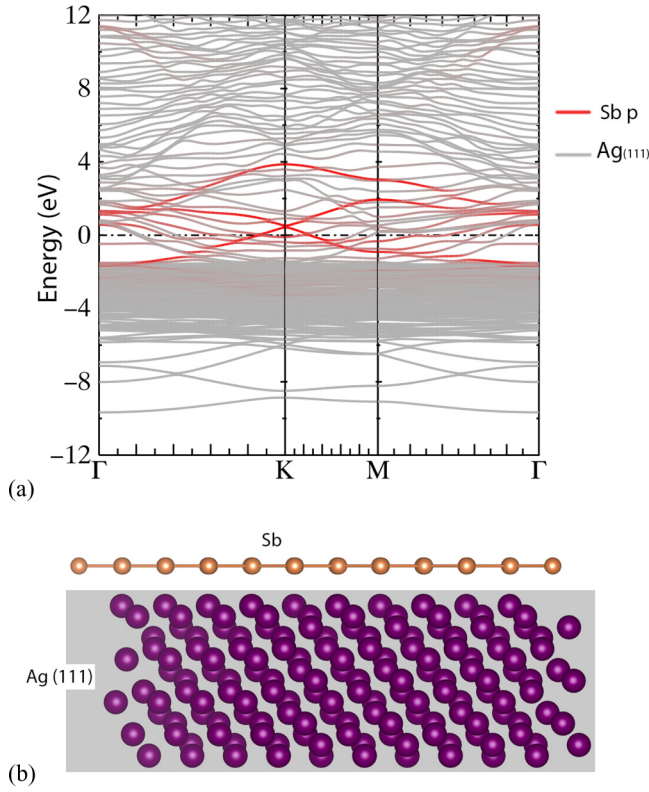 12
8
4
0
-4
-8
-12
Energy (eV)
Γ K M Γ
Sb p
Ag(111)
(a)
Sb
Ag (111)
(b)